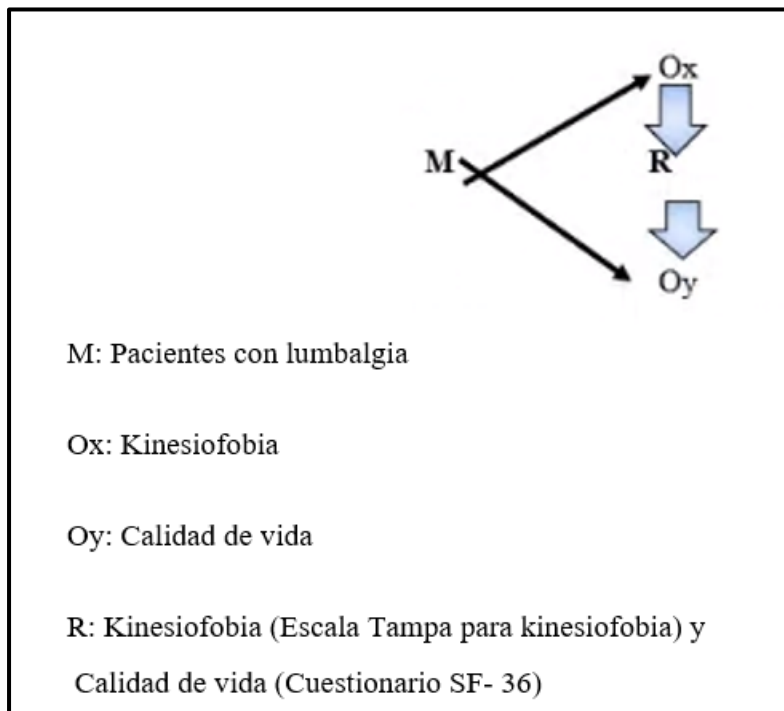 Ox
M
R
Oy
M: Pacientes con lumbalgia
Ox: Kinesiofobia
Oy: Calidad de vida
R: Kinesiofobia (Escala Tampa para kinesiofobia) y
Calidad de vida (Cuestionario SF- 36)